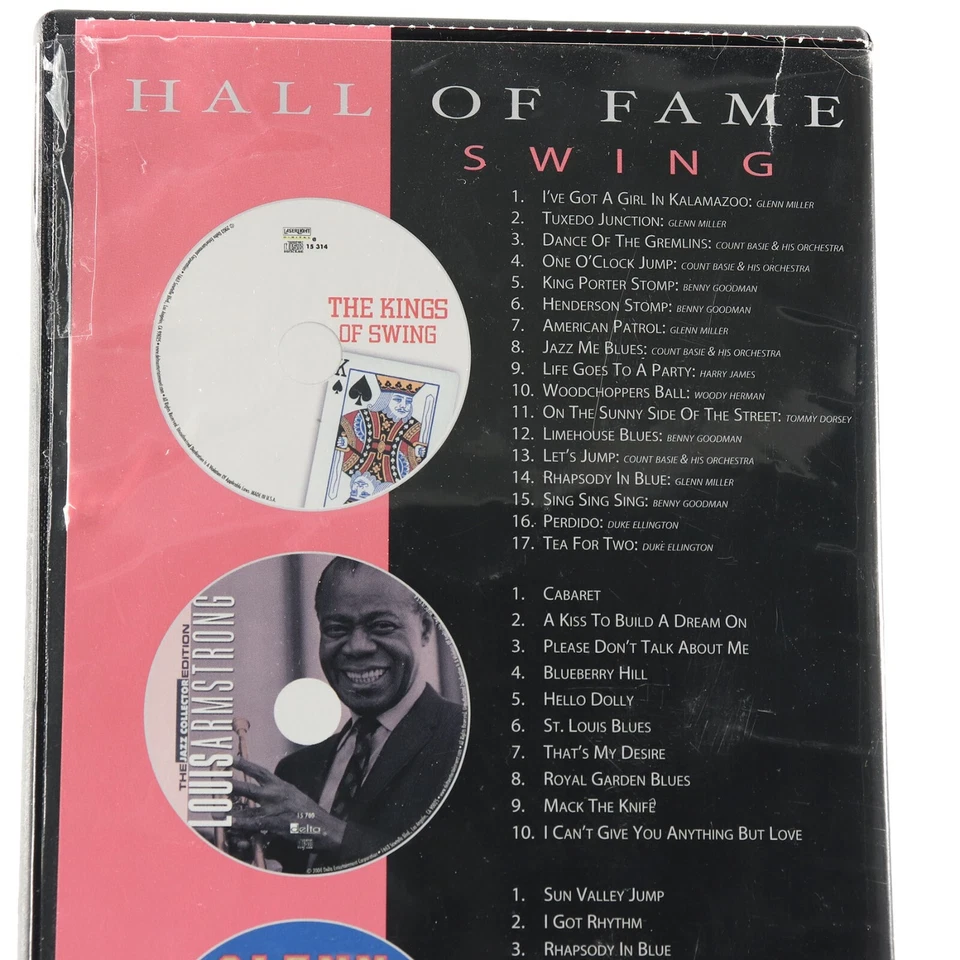 HALL OF FAME
SWING
1. I'VE GOT A GIRL IN KALAMAZOO: GLENN MILLER
2. TUXEDO JUNCTION: GLENN MILLER
3. DANCE OF THE GREMLINS: COUNT BASIE & HIS ORCHESTRA
4. ONE O'CLOCK JUMP: COUNT BASIE & HIS ORCHESTRA
5. KING PORTER STOMP: BENNY GOODMAN
6. HENDERSON STOMP: BENNY GOODMAN
7. AMERICAN PATROL: GLENN MILLER
8. JAZZ ME BLUES: COUNT BASIE & HIS ORCHESTRA
9. LIFE GOES TO A PARTY: HARRY JAMES
10. WOODCHOPPERS BALL: WOODY HERMAN
11. ON THE SUNNY SIDE OF THE STREET: TOMMY DORSEY
12. LIMEHOUSE BLUES: BENNY GOODMAN
13. LET'S JUMP: COUNT BASIE & HIS ORCHESTRA
14. RHAPSODY IN BLUE: GLENN MILLER
15. SING SING SING: BENNY GOODMAN
16. PERDIDO: DUKE ELLINGTON
17. TEA FOR TWO: DUKE ELLINGTON
LASERLIGHT
DIGITAL
15 314
THE KINGS
OF SWING
K
1. CABARET
2. A KISS TO BUILD A DREAM ON
3. PLEASE DON'T TALK ABOUT ME
4. BLUEBERRY HILL
5. HELLO DOLLY
6. ST. LOUIS BLUES
7. THAT'S MY DESIRE
8. ROYAL GARDEN BLUES
9. MACK THE KNIFE
10. I CAN'T GIVE YOU ANYTHING BUT LOVE
THE JAZZ COLLECTOR EDITION
LOUIS ARMSTRONG
15 700
delta
1. SUN VALLEY JUMP
2. I GOT RHYTHM
3. RHAPSODY IN BLUE
GLENN